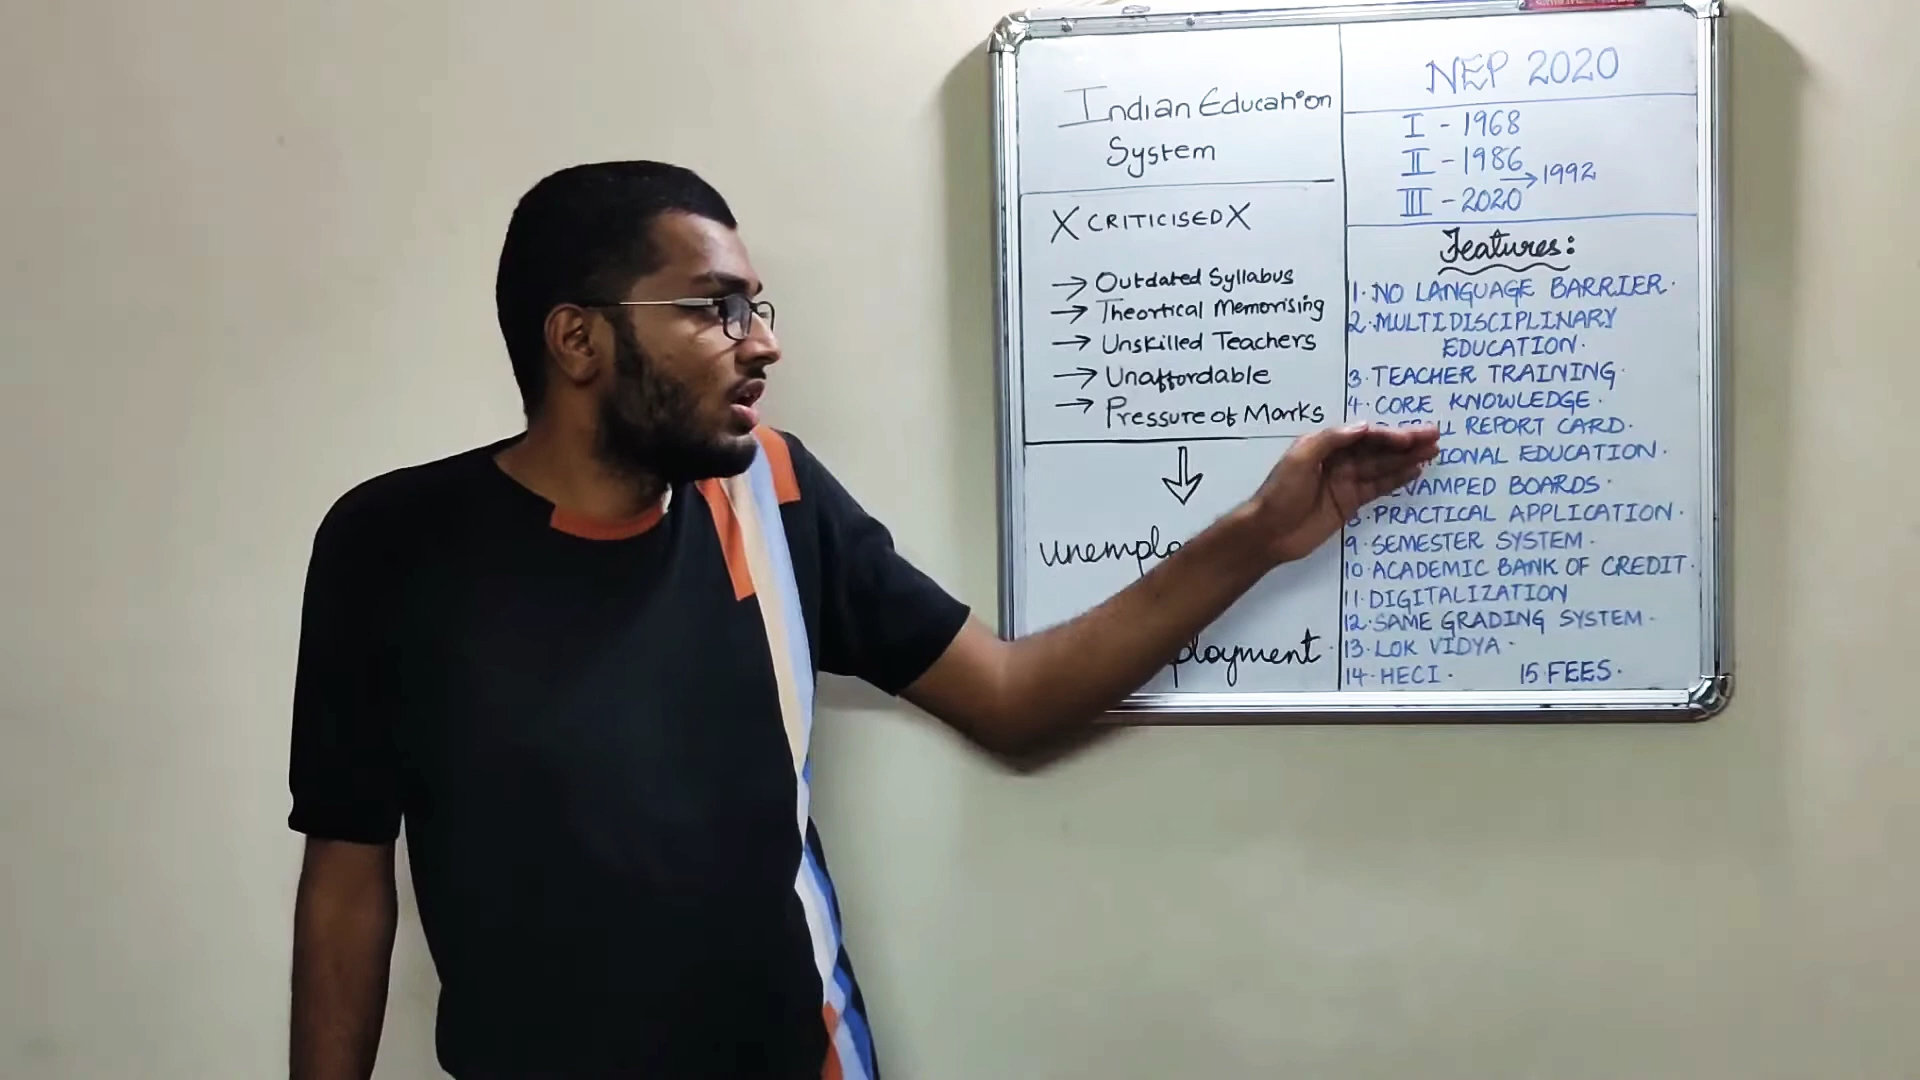 Indian Education
System
X CRITICISED X
→ Outdated Syllabus
→ Theortical Memorising
→ Unskilled Teachers
→ Unaffordable
→ Pressure of Marks
NEP 2020
I - 1968
II - 1986
→ 1992
III - 2020
Features:
1. NO LANGUAGE BARRIER.
2. MULTIDISCIPLINARY
EDUCATION.
3. TEACHER TRAINING.
4. CORE KNOWLEDGE.
REPORT CARD.
EDUCATION.
BOARDS.
PRACTICAL APPLICATION.
9. SEMESTER SYSTEM.
10. ACADEMIC BANK OF CREDIT.
11. DIGITALIZATION
12. SAME GRADING SYSTEM.
13. LOK VIDYA.
14. HECI. 15. FEES.